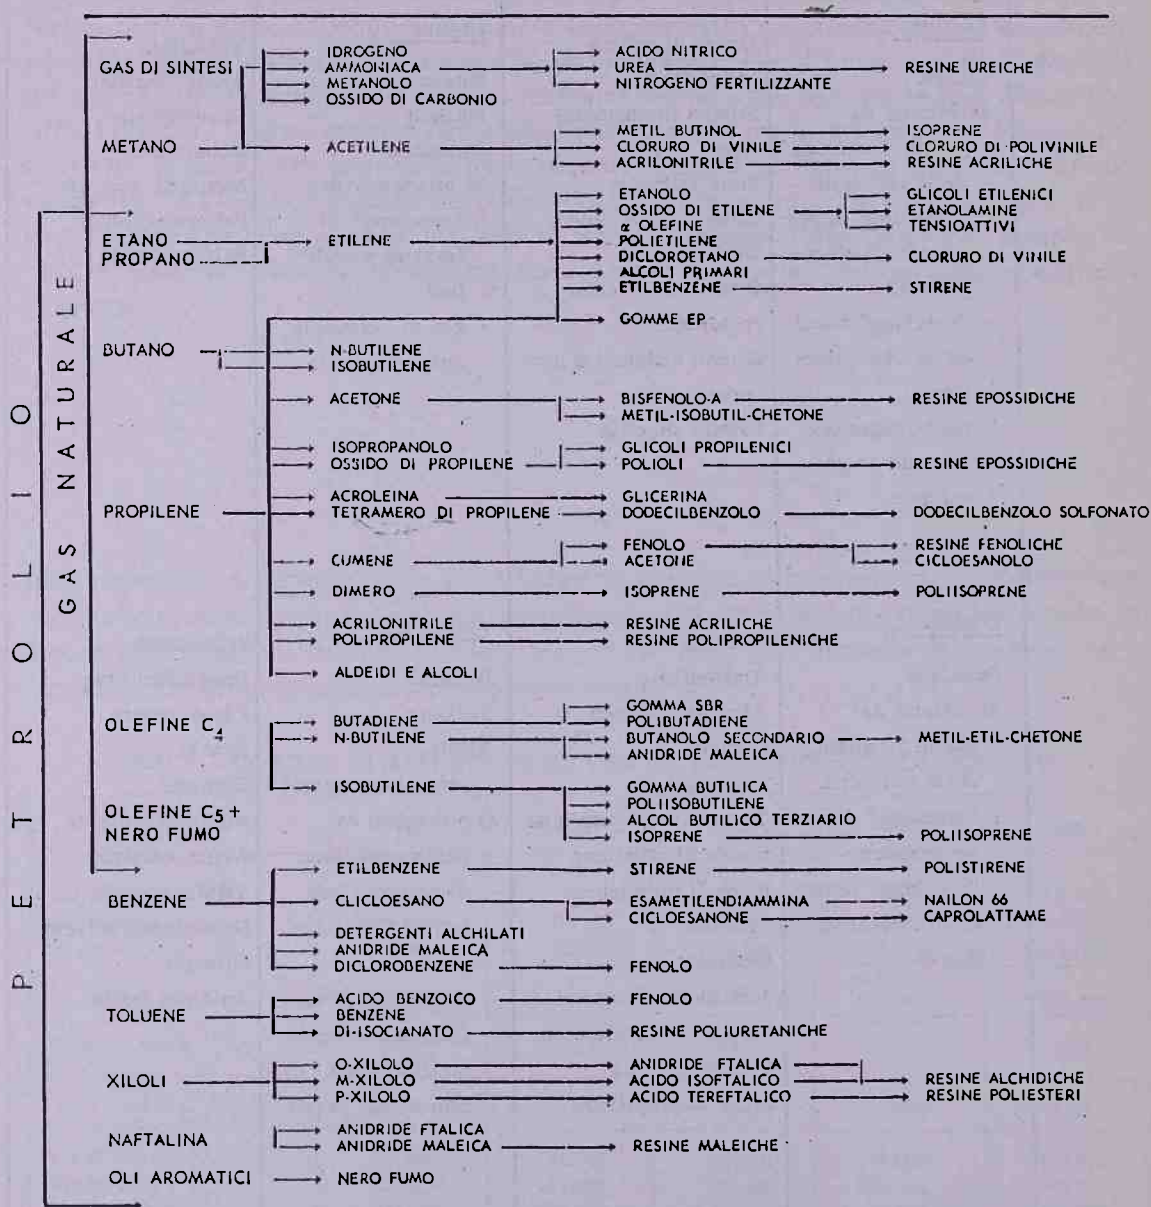 PETROLIO
GAS NATURALE
GAS DI SINTESI
IDROGENO
AMMONIACA
METANOLO
OSSIDO DI CARBONIO
ACIDO NITRICO
UREA
NITROGENO FERTILIZZANTE
RESINE UREICHE
METANO
ACETILENE
METIL BUTINOL
CLORURO DI VINILE
ACRILONITRILE
ISOPRENE
CLORURO DI POLIVINILE
RESINE ACRILICHE
ETANO
PROPANO
ETILENE
ETANOLO
OSSIDO DI ETILENE
α OLEFINE
POLIETILENE
DICLOROETANO
ALCOLI PRIMARI
ETILBENZENE
GLICOLI ETILENICI
ETANOLAMINE
TENSIOATTIVI
CLORURO DI VINILE
STIRENE
GOMME EP
BUTANO
N-BUTILENE
ISOBUTILENE
PROPILENE
ACETONE
BISFENOLO-A
METIL-ISOBUTIL-CHETONE
RESINE EPOSSIDICHE
ISOPROPANOLO
OSSIDO DI PROPILENE
GLICOLI PROPILENICI
POLIOLI
RESINE EPOSSIDICHE
ACROLEINA
TETRAMERO DI PROPILENE
GLICERINA
DODECILBENZOLO
DODECILBENZOLO SOLFONATO
CUMENE
FENOLO
ACETONE
RESINE FENOLICHE
CICLOESANOLO
DIMERO
ISOPRENE
POLIISOPRENE
ACRILONITRILE
POLIPROPILENE
RESINE ACRILICHE
RESINE POLIPROPILENICHE
ALDEIDI E ALCOLI
OLEFINE C4
BUTADIENE
N-BUTILENE
GOMMA SBR
POLIBUTADIENE
BUTANOLO SECONDARIO
ANIDRIDE MALEICA
METIL-ETIL-CHETONE
ISOBUTILENE
GOMMA BUTILICA
POLIISOBUTILENE
ALCOL BUTILICO TERZIARIO
ISOPRENE
POLIISOPRENE
OLEFINE C5+
NERO FUMO
BENZENE
ETILBENZENE
STIRENE
POLISTIRENE
CLICLOESANO
ESAMETILENDIAMMINA
CICLOESANONE
NAILON 66
CAPROLATTAME
DETERGENTI ALCHILATI
ANIDRIDE MALEICA
DICLOROBENZENE
FENOLO
TOLUENE
ACIDO BENZOICO
BENZENE
DI-ISOCIANATO
FENOLO
RESINE POLIURETANICHE
XILOLI
O-XILOLO
M-XILOLO
P-XILOLO
ANIDRIDE FTALICA
ACIDO ISOFTALICO
ACIDO TEREFTALICO
RESINE ALCHIDICHE
RESINE POLIESTERI
NAFTALINA
ANIDRIDE FTALICA
ANIDRIDE MALEICA
RESINE MALEICHE
OLI AROMATICI
NERO FUMO